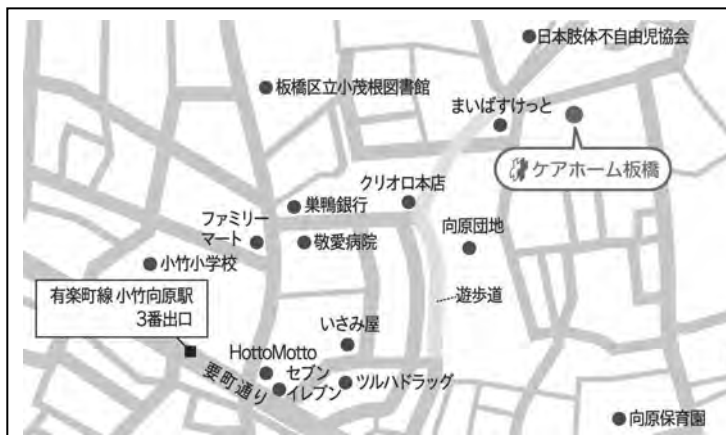 日本肢体不自由児協会
板橋区立小茂根図書館
まいばすけっと
ケアホーム板橋
クリオロ本店
巣鴨銀行
ファミリー
マート
敬愛病院
向原団地
小竹小学校
有楽町線 小竹向原駅
3番出口
遊歩道
いさみ屋
HottoMotto
セブン
イレブン
ツルハドラッグ
要町通り
向原保育園